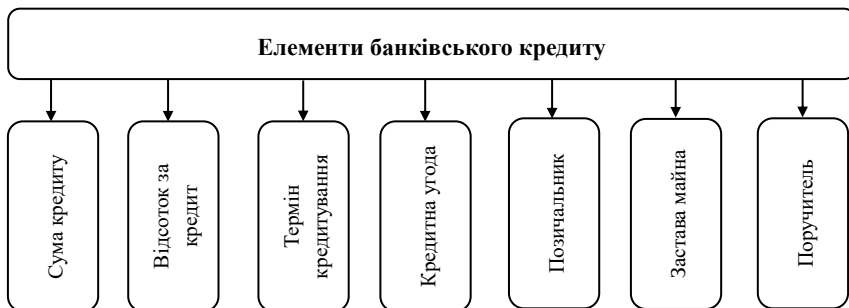 Елементи банківського кредиту
Сума кредиту
Відсоток за
кредит
Термін
кредитування
Кредитна угода
Позичальник
Застава майна
Поручитель